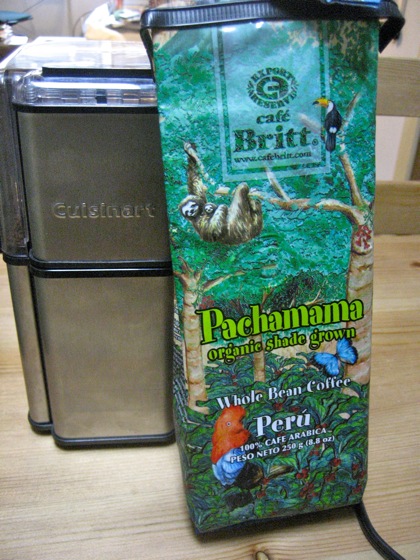 EXPORT
RESERVE
café
Britt®
www.cafebritt.com
Cuisinart
Pachamama
organic shade grown
Whole Bean Coffee
Perú
100% CAFE ARABICA
PESO NETO 250 g (8.8 oz)